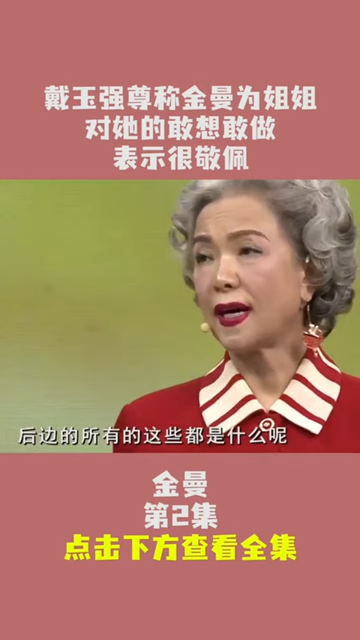 戴玉强尊称金曼为姐姐
对她的敢想敢做
表示很敬佩
后边的所有的这些都是什么呢
金曼
第2集
点击下方查看全集